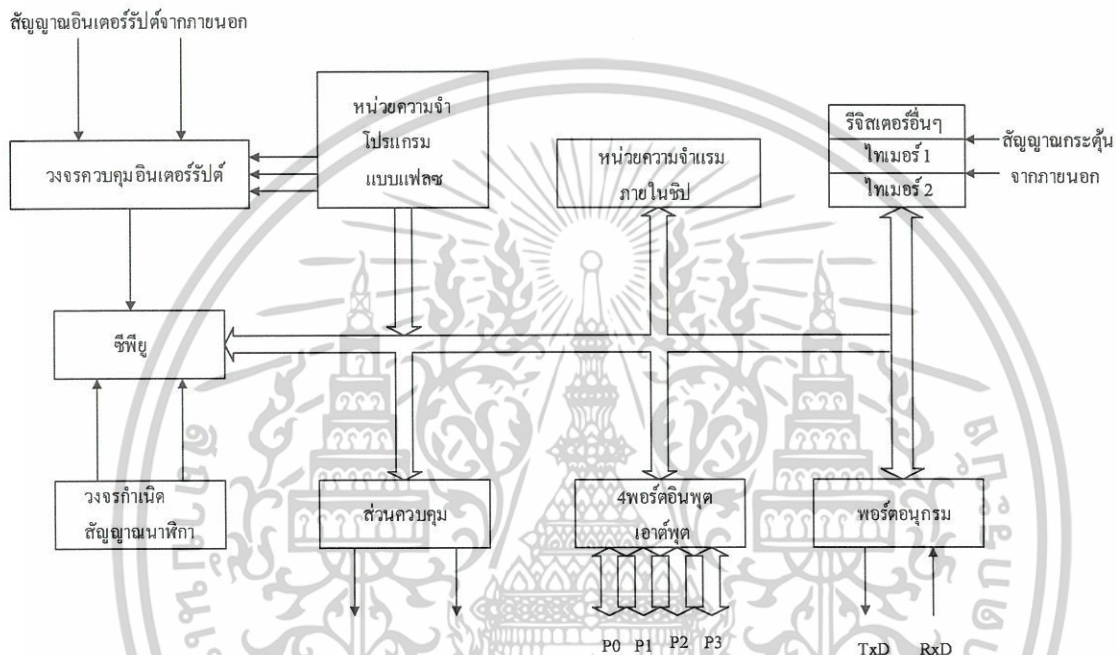 สัญญาณอินเตอร์รัปต์จากภายนอก
หน่วยความจำ
โปรแกรม
แบบแฟลซ
วงจรควบคุมอินเตอร์รัปต์
หน่วยความจำแรม
ภายในชิป
รีจิสเตอร์อื่นๆ
ไทเมอร์ 1
ไทเมอร์ 2
สัญญาณกระตุ้น
จากภายนอก
ซีพียู
วงจรกำเนิด
สัญญาณนาฬิกา
ส่วนควบคุม
4พอร์ตอินพุต
เอาต์พุต
พอร์ตอนุกรม
P0 P1 P2 P3
TxD RxD